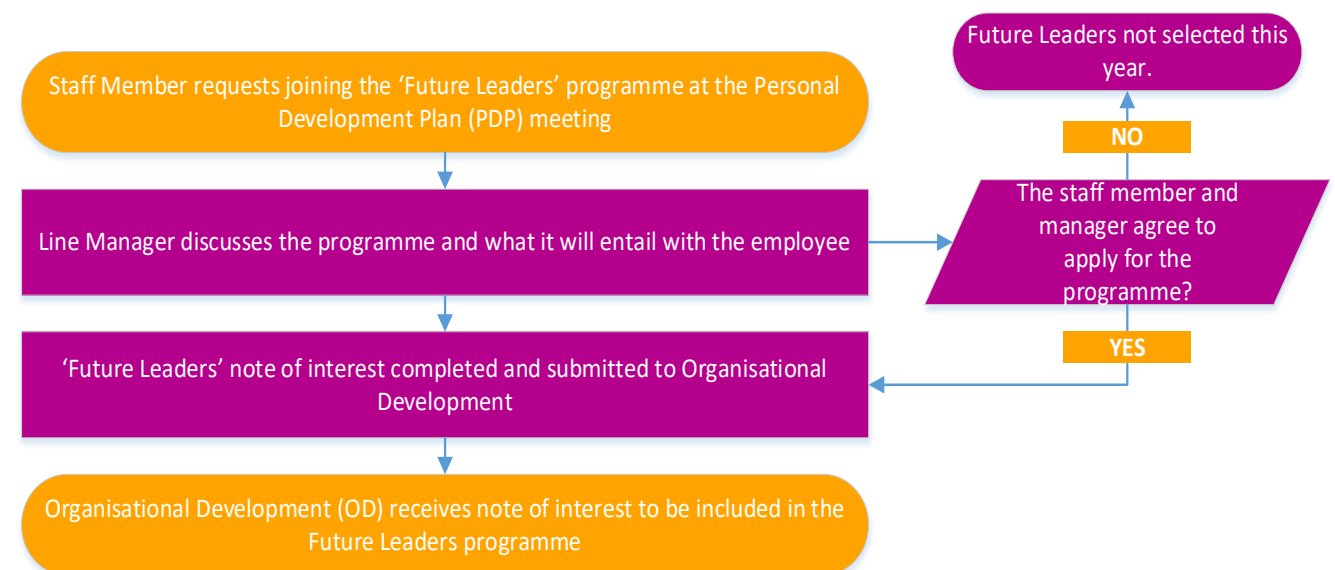 Staff Member requests joining the ‘Future Leaders’ programme at the Personal
Development Plan (PDP) meeting
Line Manager discusses the programme and what it will entail with the employee
The staff member and
manager agree to
apply for the
programme?
NO
Future Leaders not selected this
year.
YES
‘Future Leaders’ note of interest completed and submitted to Organisational
Development
Organisational Development (OD) receives note of interest to be included in the
Future Leaders programme